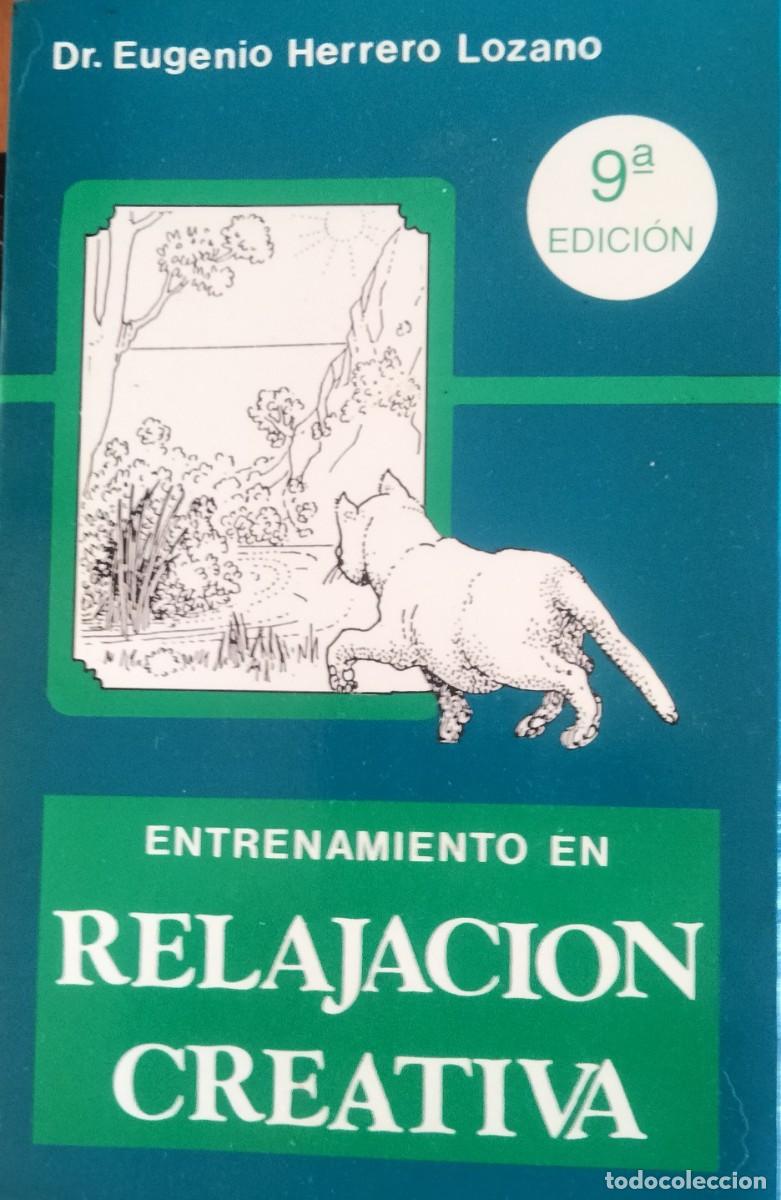 Dr. Eugenio Herrero Lozano
9ª
EDICIÓN
ENTRENAMIENTO EN
RELAJACION
CREATIVA
todocoleccion